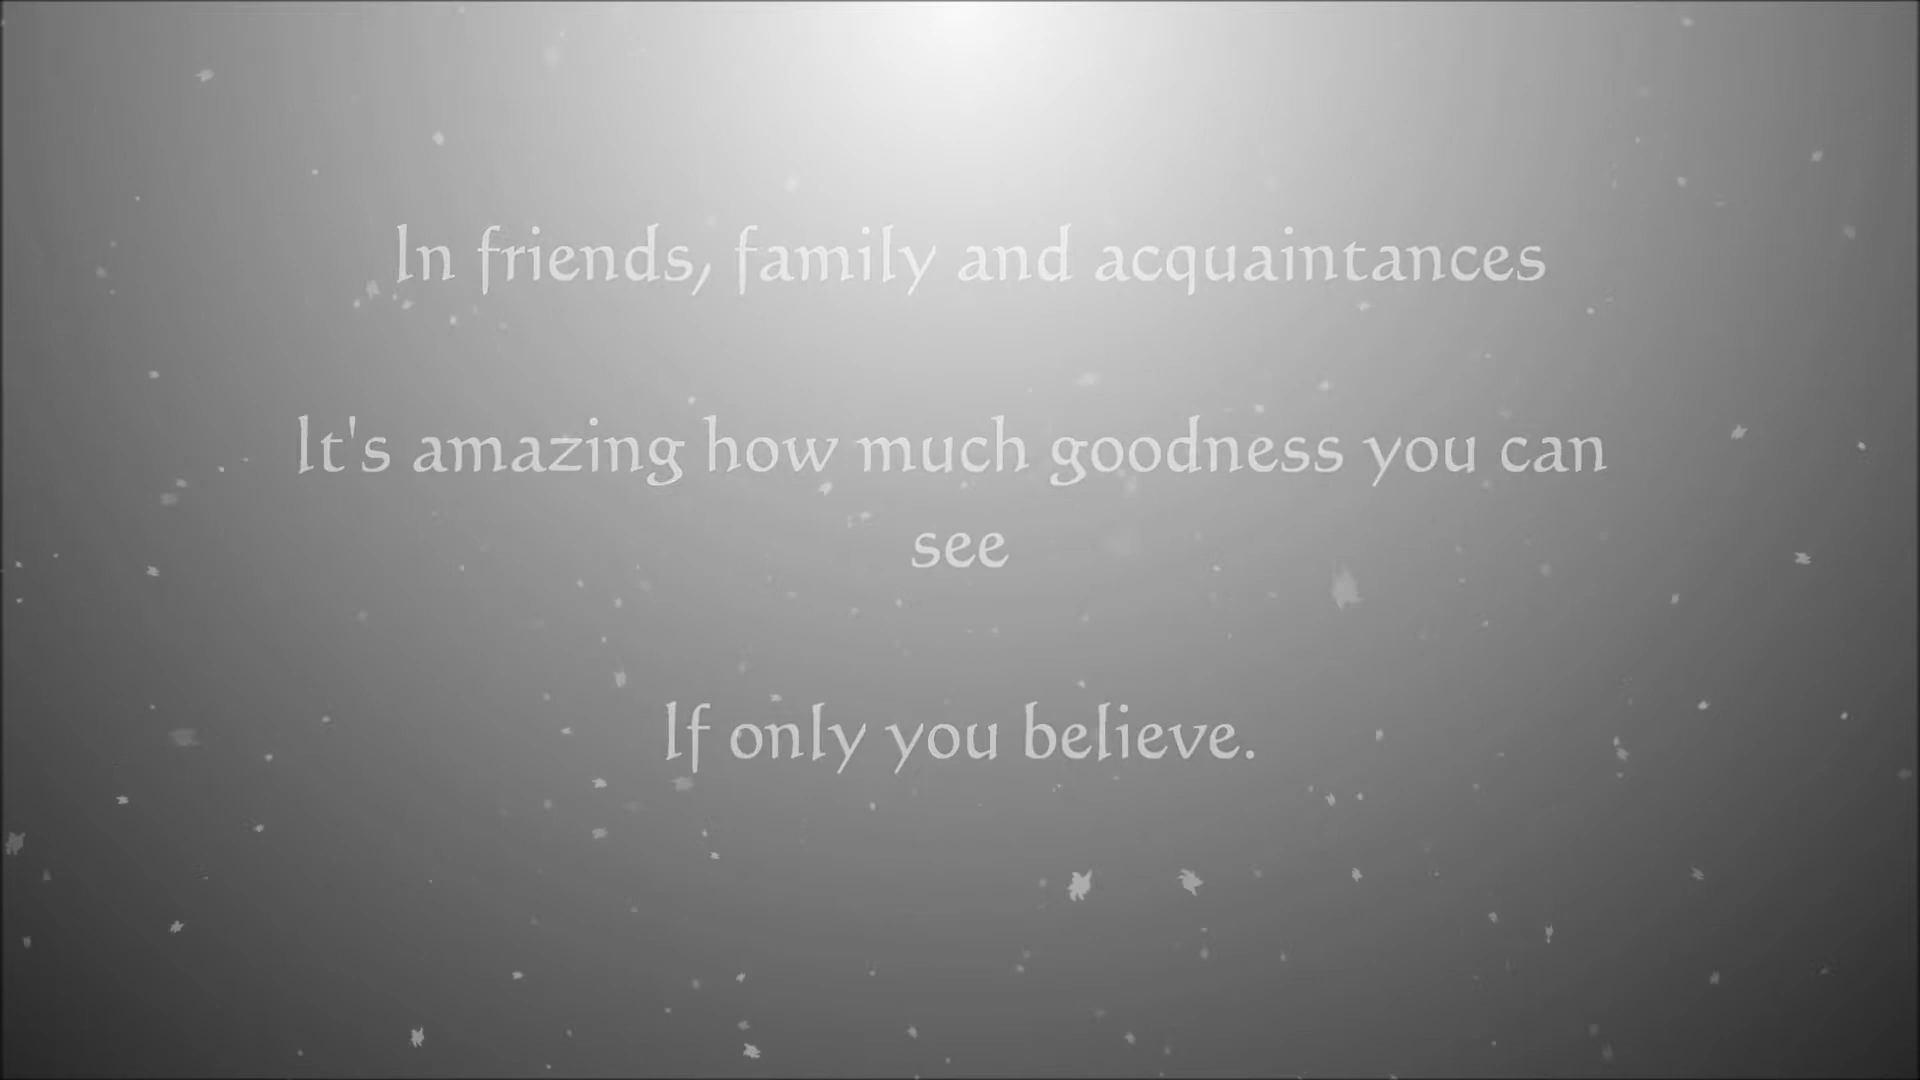 In friends, family and acquaintances
It's amazing how much goodness you can
see
If only you believe.